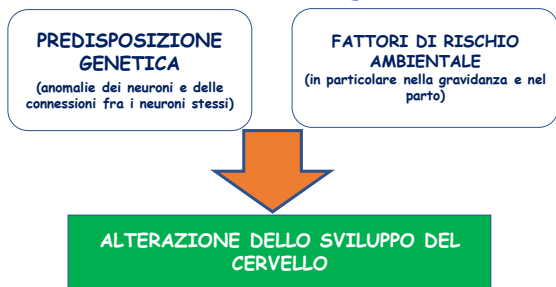 PREDISPOSIZIONE
GENETICA
(anomalie dei neuroni e delle
connessioni fra i neuroni stessi)
FATTORI DI RISCHIO
AMBIENTALE
(in particolare nella gravidanza e nel
parto)
ALTERAZIONE DELLO SVILUPPO DEL
CERVELLO